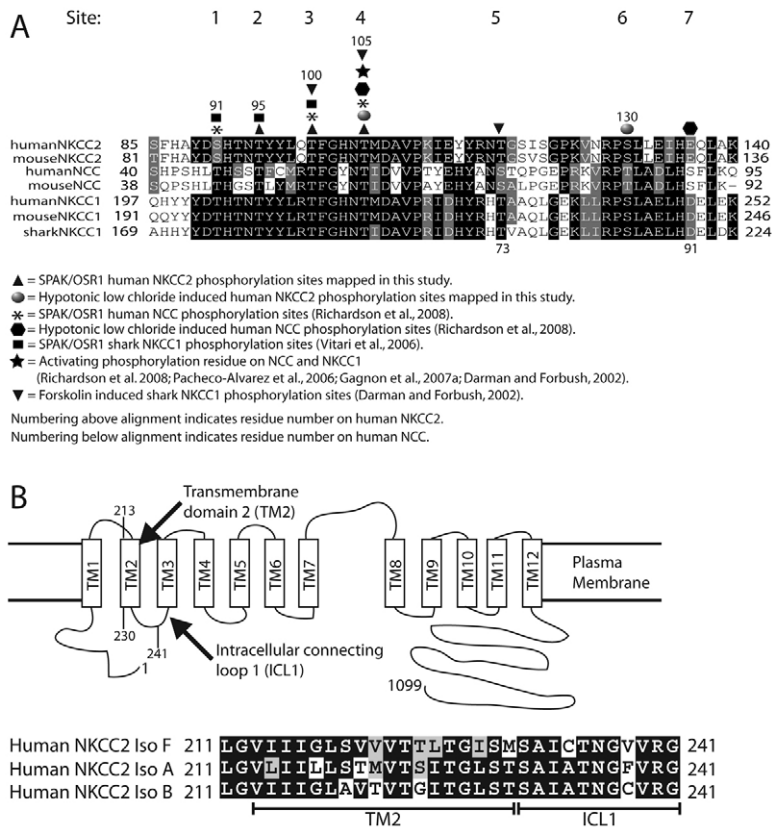 A
Site: 1 2 3 4 5 6 7
105
100
91 95 130
humanNKCC2 85 SFHAYDSHTNTYYLQTFGHNTMDAVPKIEYYRNTGSISGPKVNRPSLLEIHEQLAK 140
mouseNKCC2 81 TFHAYDSHTNTYYLQTFGHNTMDAVPKIEYYRNTGSVSGPKVNRPSLLEIHEQLAK 136
humanNCC 40 SQPSHLTHSSTFCMRTFGYNTIDVVPTYEHYANSTQPGEPRKVRPTLADLHSFLKQ 95
mouseNCC 38 SHPSHLTHGSTLYMRTFGYNTIDVVPAYEHYANSALPGEPRKVRPTLADLHSFLK- 92
humanNKCC1 197 QHYYYDTHTNTYYLRTFGHNTMDAVPRIDHYRHTAAQLGEKLLRPSLAELHDELEK 252
mouseNKCC1 191 QQYYYDTHTNTYYLRTFGHNTMDAVPRIDHYRHTAAQLGEKLLRPSLAELHDELEK 246
sharkNKCC1 169 AHHYYDTHTNTYYLRTFGHNTIDAVPRIDHYRHTVAQLGEKLIRPSLAELHDELDK 224
73 91
▲ = SPAK/OSR1 human NKCC2 phosphorylation sites mapped in this study.
● = Hypotonic low chloride induced human NKCC2 phosphorylation sites mapped in this study.
* = SPAK/OSR1 human NCC phosphorylation sites (Richardson et al., 2008).
⬣ = Hypotonic low chloride induced human NCC phosphorylation sites (Richardson et al., 2008).
■ = SPAK/OSR1 shark NKCC1 phosphorylation sites (Vitari et al., 2006).
★ = Activating phosphorylation residue on NCC and NKCC1
(Richardson et al. 2008; Pacheco-Alvarez et al., 2006; Gagnon et al., 2007a; Darman and Forbush, 2002).
▼ = Forskolin induced shark NKCC1 phosphorylation sites (Darman and Forbush, 2002).
Numbering above alignment indicates residue number on human NKCC2.
Numbering below alignment indicates residue number on human NCC.
B
213
Transmembrane
domain 2 (TM2)
TM1 TM2 TM3 TM4 TM5 TM6 TM7 TM8 TM9 TM10 TM11 TM12
Plasma
Membrane
230
241
1
Intracellular connecting
loop 1 (ICL1)
1099
Human NKCC2 Iso F 211 LGVIIIGLSVVVTTLTGISMSAICTNGVVRG 241
Human NKCC2 Iso A 211 LGVLIILLSTMVTSITGLSTSAIATNGFVRG 241
Human NKCC2 Iso B 211 LGVIIIGLAVTVTGITGLSTSAIATNGCVRG 241
TM2 ICL1